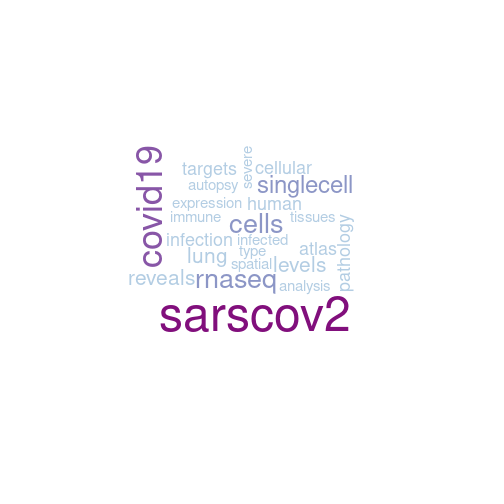 covid19
severe
targets cellular
autopsy singlecell
expression human
immune cells tissues
infection infected
lung type atlas
spatial levels
pathology
reveals rnaseq analysis
sarscov2